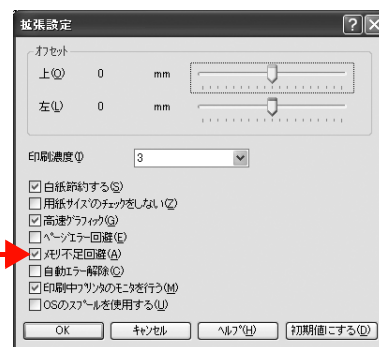 拡張設定
オフセット
上(O) 0 mm
左(L) 0 mm
印刷濃度(I) 3
白紙節約する(S)
用紙サイズのチェックをしない(Z)
高速グラフィック(G)
ページエラー回避(E)
メモリ不足回避(A)
自動エラー解除(C)
印刷中プリンタのモニタを行う(M)
OSのスプールを使用する(U)
OK キャンセル ヘルプ(H) 初期値にする(D)